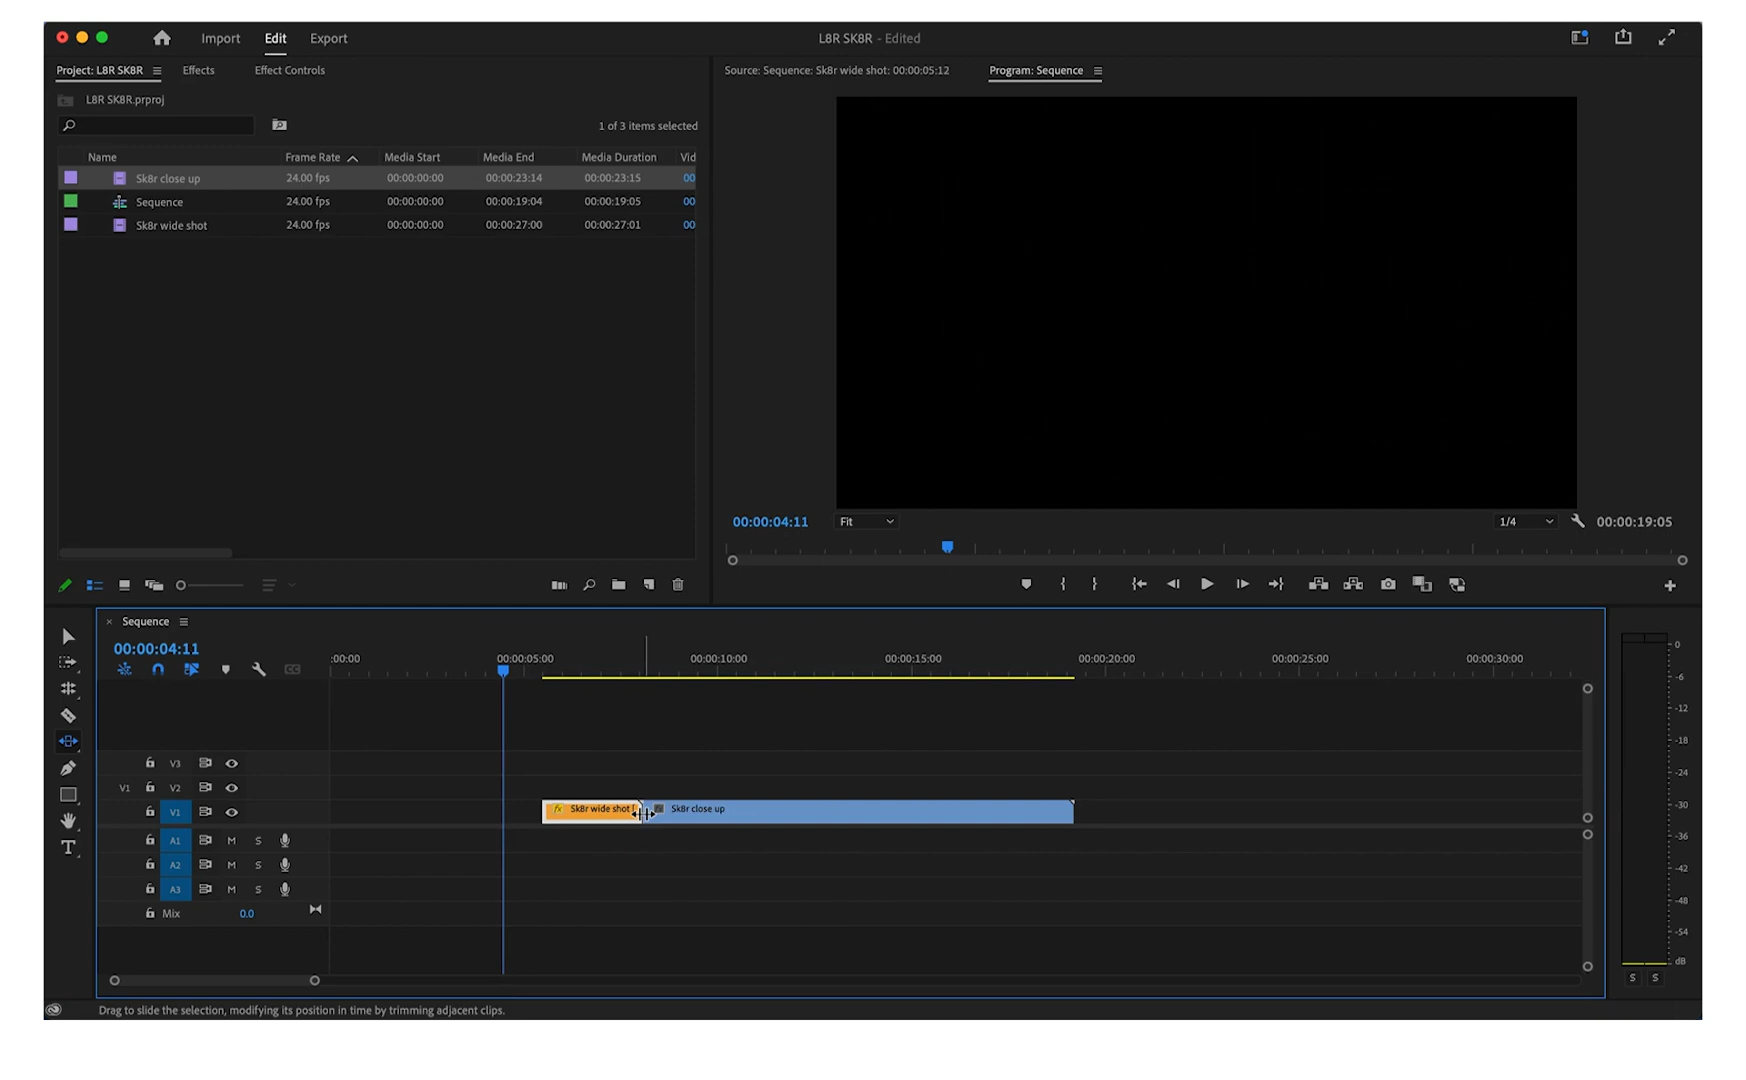 Import Edit Export L8R SK8R - Edited
Project: L8R SK8R Effects Effect Controls Source: Sequence: Sk8r wide shot: 00:00:05:12 Program: Sequence
L8R SK8R.prproj
1 of 3 items selected
Name Frame Rate Media Start Media End Media Duration Vid
Sk8r close up 24.00 fps 00:00:00:00 00:00:23:14 00:00:23:15 00
Sequence 24.00 fps 00:00:00:00 00:00:19:04 00:00:19:05 00
Sk8r wide shot 24.00 fps 00:00:00:00 00:00:27:00 00:00:27:01 00
00:00:04:11 Fit 1/4 00:00:19:05
× Sequence
00:00:04:11
:00:00 00:00:05:00 00:00:10:00 00:00:15:00 00:00:20:00 00:00:25:00 00:00:30:00
CC
V3
V1 V2
V1 fx Sk8r wide shot [ fx Sk8r close up
A1 M S
A2 M S
A3 M S
Mix 0.0
T
0
-6
-12
-18
-24
-30
-36
-42
-48
-54
dB
S S
Drag to slide the selection, modifying its position in time by trimming adjacent clips.